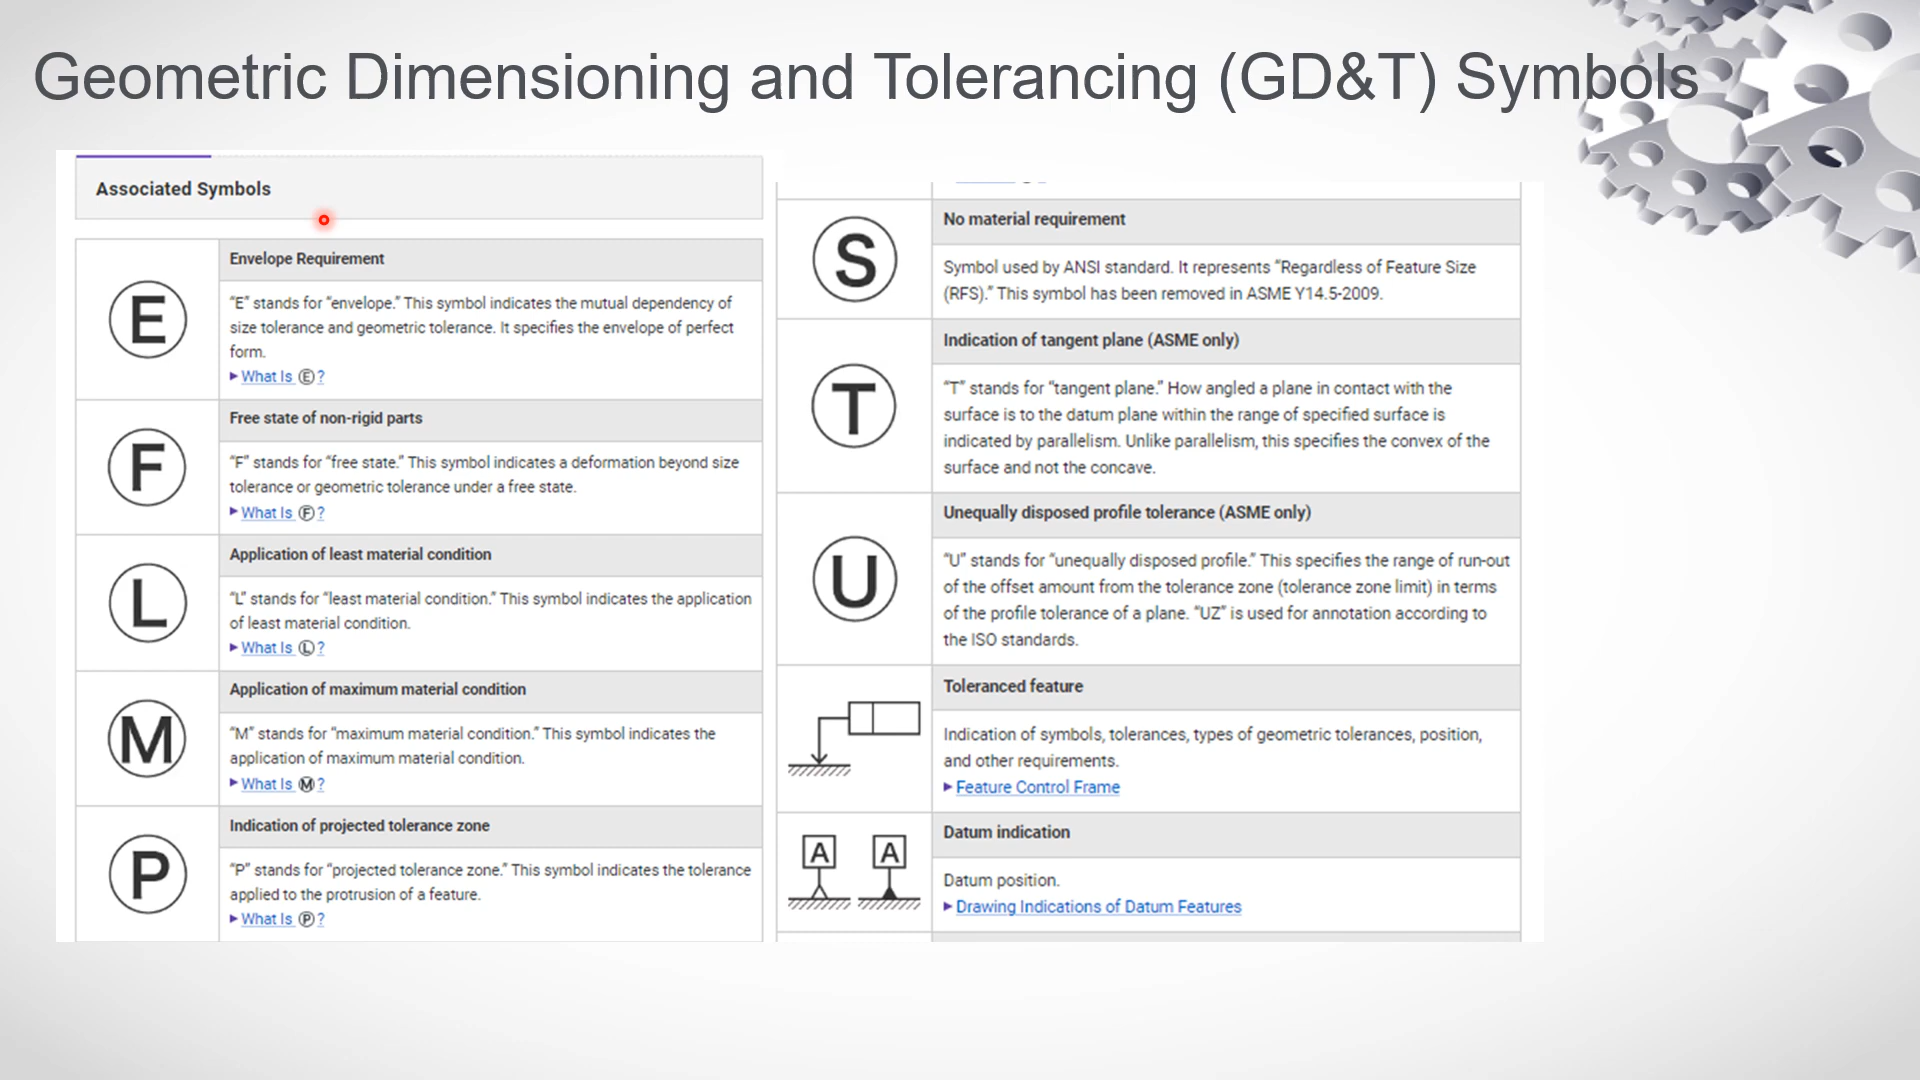 Geometric Dimensioning and Tolerancing (GD&T) Symbols
Associated Symbols
E
Envelope Requirement
“E” stands for “envelope.” This symbol indicates the mutual dependency of
size tolerance and geometric tolerance. It specifies the envelope of perfect
form.
What Is Ⓔ?
F
Free state of non-rigid parts
“F” stands for “free state.” This symbol indicates a deformation beyond size
tolerance or geometric tolerance under a free state.
What Is Ⓕ?
L
Application of least material condition
“L” stands for “least material condition.” This symbol indicates the application
of least material condition.
What Is Ⓛ?
M
Application of maximum material condition
“M” stands for “maximum material condition.” This symbol indicates the
application of maximum material condition.
What Is Ⓜ?
P
Indication of projected tolerance zone
“P” stands for “projected tolerance zone.” This symbol indicates the tolerance
applied to the protrusion of a feature.
What Is Ⓟ?
S
No material requirement
Symbol used by ANSI standard. It represents “Regardless of Feature Size
(RFS).” This symbol has been removed in ASME Y14.5-2009.
T
Indication of tangent plane (ASME only)
“T” stands for “tangent plane.” How angled a plane in contact with the
surface is to the datum plane within the range of specified surface is
indicated by parallelism. Unlike parallelism, this specifies the convex of the
surface and not the concave.
U
Unequally disposed profile tolerance (ASME only)
“U” stands for “unequally disposed profile.” This specifies the range of run-out
of the offset amount from the tolerance zone (tolerance zone limit) in terms
of the profile tolerance of a plane. “UZ” is used for annotation according to
the ISO standards.
Toleranced feature
Indication of symbols, tolerances, types of geometric tolerances, position,
and other requirements.
Feature Control Frame
A A
Datum indication
Datum position.
Drawing Indications of Datum Features